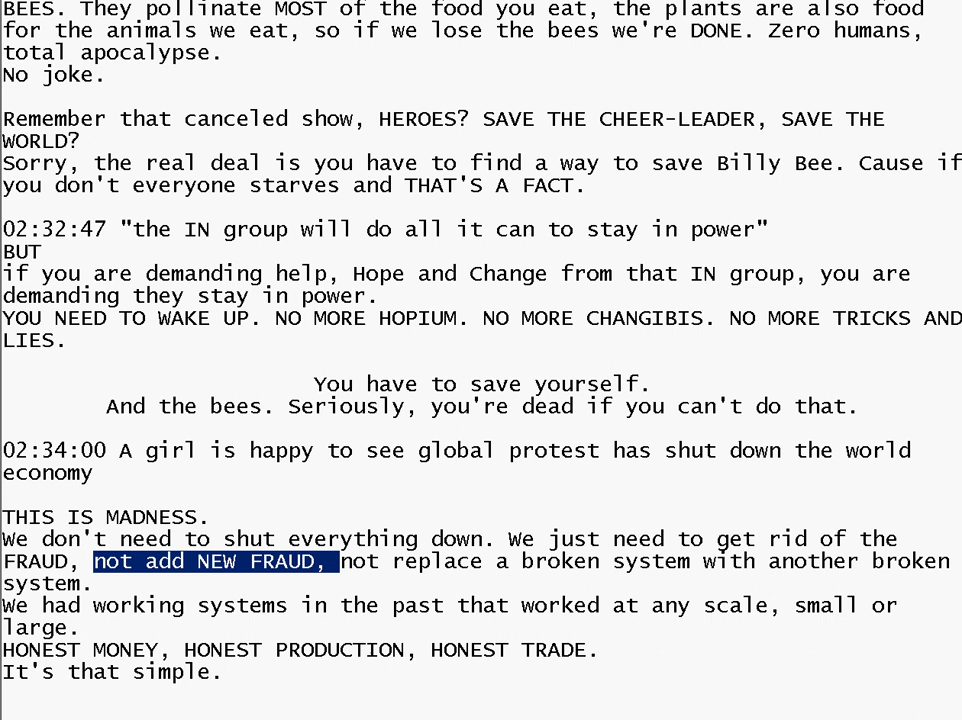 BEES. They pollinate MOST of the food you eat, the plants are also food
for the animals we eat, so if we lose the bees we're DONE. Zero humans,
total apocalypse.
No joke.
Remember that canceled show, HEROES? SAVE THE CHEER-LEADER, SAVE THE
WORLD?
Sorry, the real deal is you have to find a way to save Billy Bee. Cause if
you don't everyone starves and THAT'S A FACT.
02:32:47 "the IN group will do all it can to stay in power"
BUT
if you are demanding help, Hope and Change from that IN group, you are
demanding they stay in power.
YOU NEED TO WAKE UP. NO MORE HOPIUM. NO MORE CHANGIBIS. NO MORE TRICKS AND
LIES.
You have to save yourself.
And the bees. Seriously, you're dead if you can't do that.
02:34:00 A girl is happy to see global protest has shut down the world
economy
THIS IS MADNESS.
We don't need to shut everything down. We just need to get rid of the
FRAUD, not add NEW FRAUD, not replace a broken system with another broken
system.
We had working systems in the past that worked at any scale, small or
large.
HONEST MONEY, HONEST PRODUCTION, HONEST TRADE.
It's that simple.